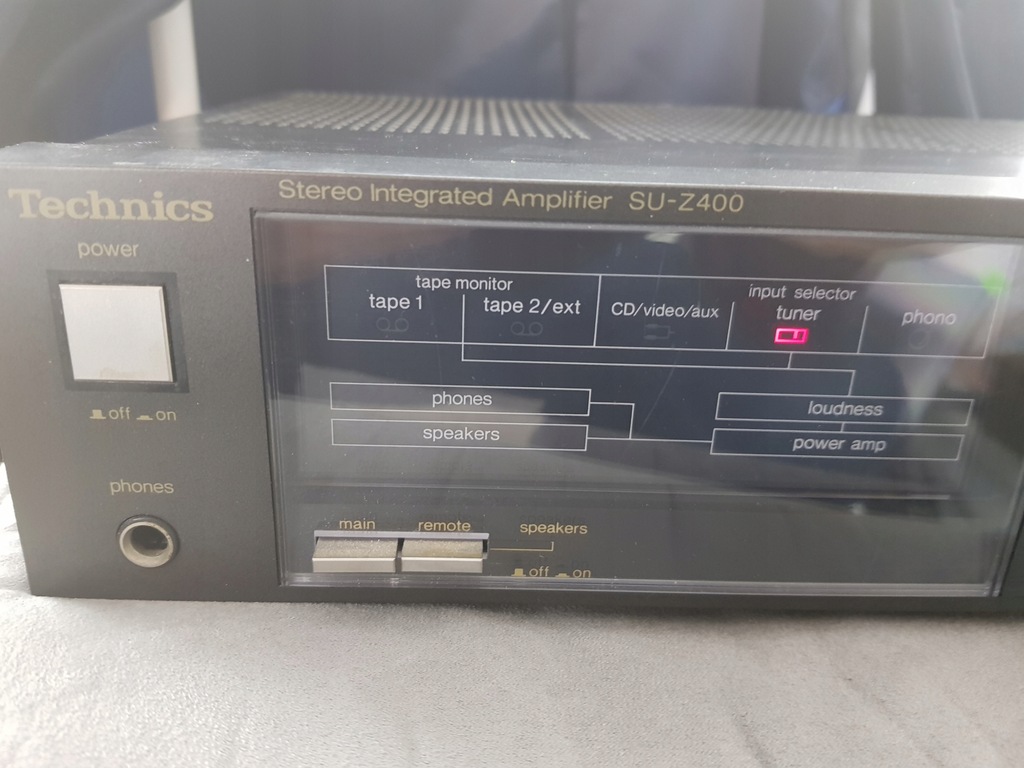 Technics
Stereo Integrated Amplifier SU-Z400
power
off on
phones
tape monitor
tape 1
tape 2/ext
CD/video/aux
input selector
tuner
phono
phones
speakers
loudness
power amp
main
remote
speakers
off on